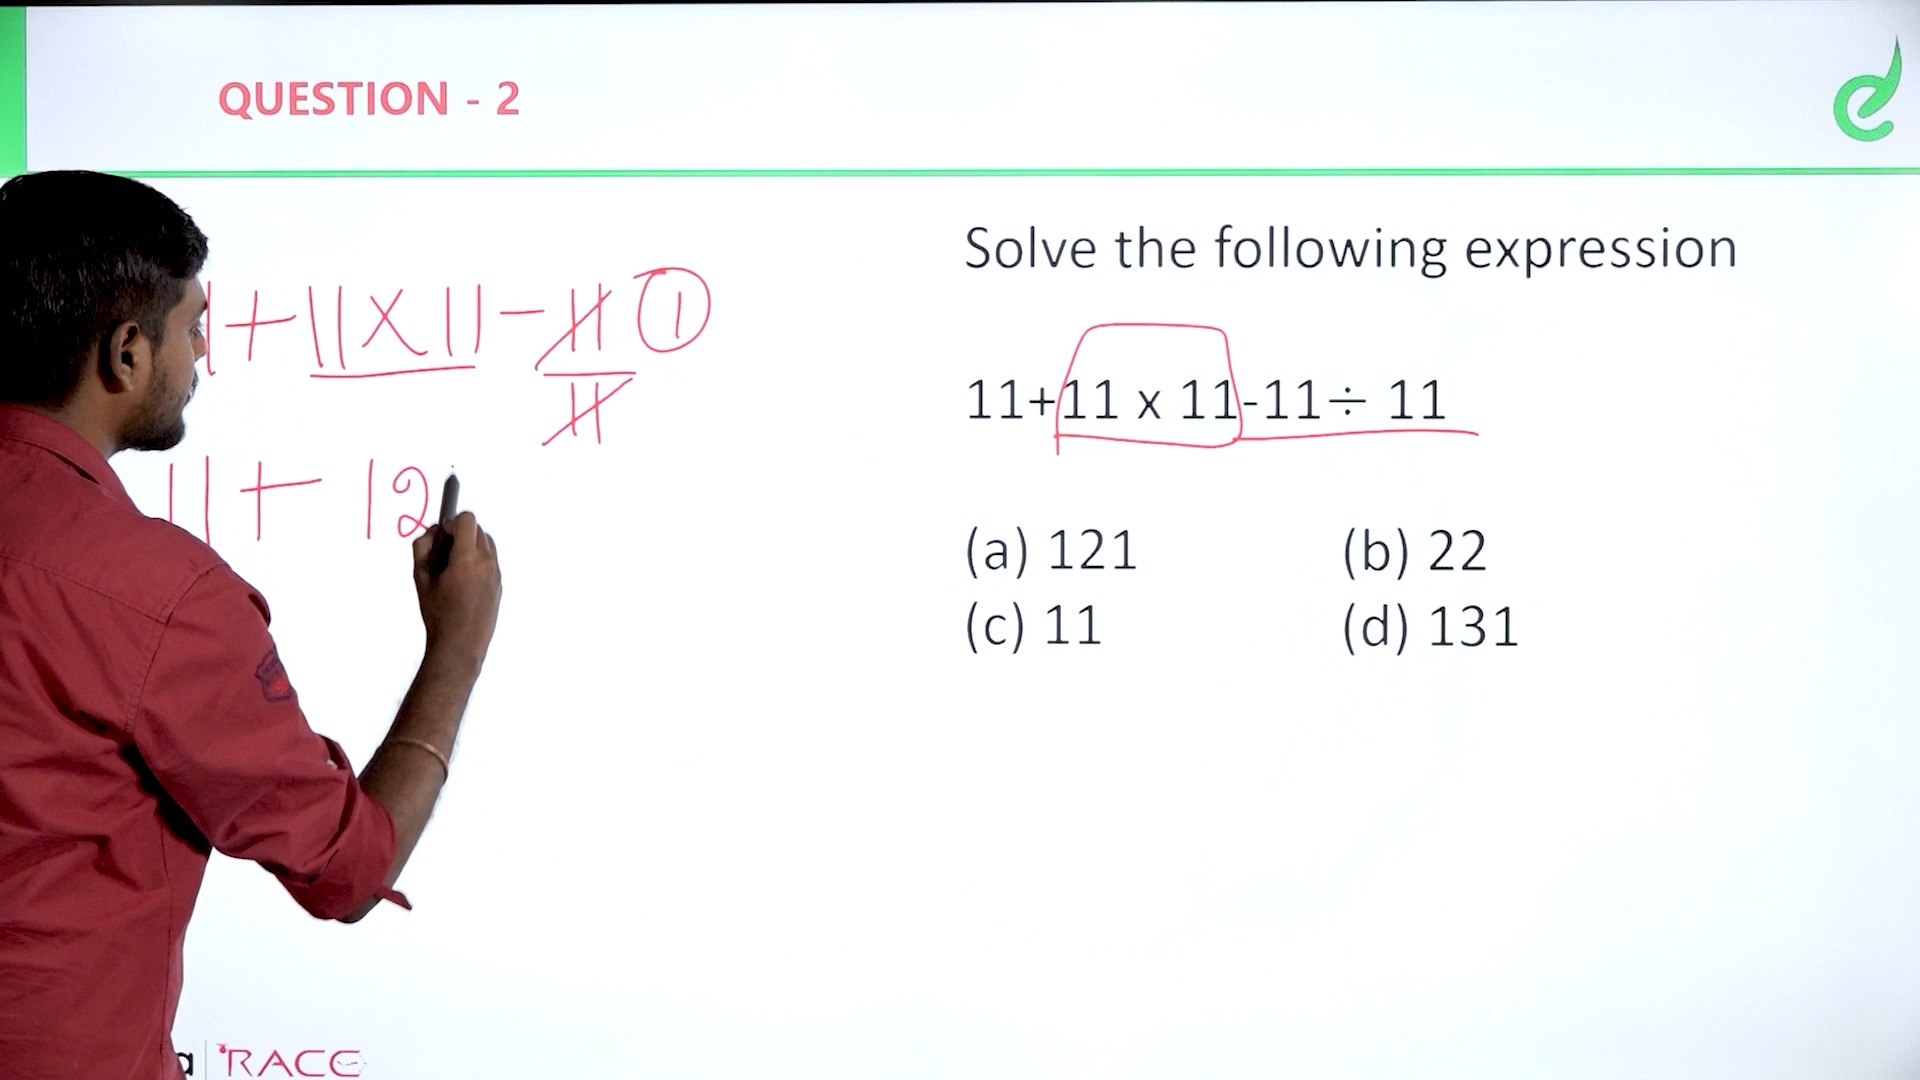 QUESTION - 2
Solve the following expression
11+11 x 11-11÷ 11
(a) 121 (b) 22
(c) 11 (d) 131
+ 11 X 11 - 11 1
11
11 + 12
RACE